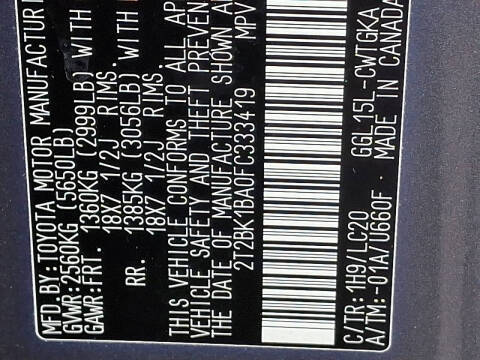 MFD.BY:TOYOTA MOTOR MANUFACTURI
GVWR:2560KG (5650LB)
GAWR:FRT. 1360KG (2999LB) WITH
18X7 1/2J RIMS.
RR. 1385KG (3056LB) WITH
18X7 1/2J RIMS.
THIS VEHICLE CONFORMS TO ALL AP
VEHICLE SAFETY AND THEFT PREVEN
THE DATE OF MANUFACTURE SHOWN A
2T2BK1BA0FC333419 MPV
C/TR:1H9/LC20 GGL15L-CWTGKA
A/TM:-01A/U660F MADE IN CANADA